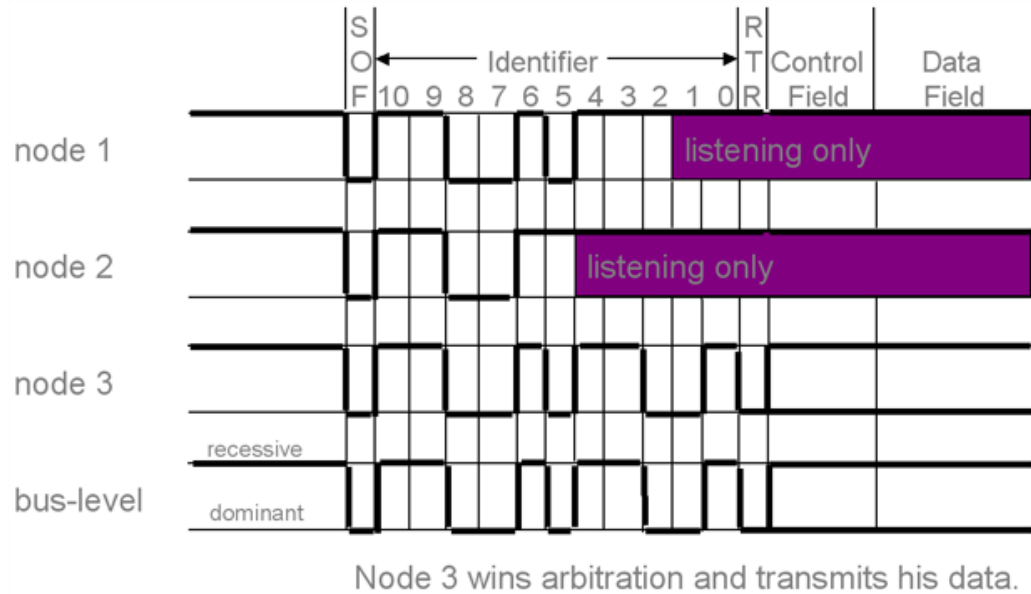 S O F
R T R
Identifier
Control Field
Data Field
10 9 8 7 6 5 4 3 2 1 0
node 1
listening only
node 2
listening only
node 3
recessive
bus-level
dominant
Node 3 wins arbitration and transmits his data.